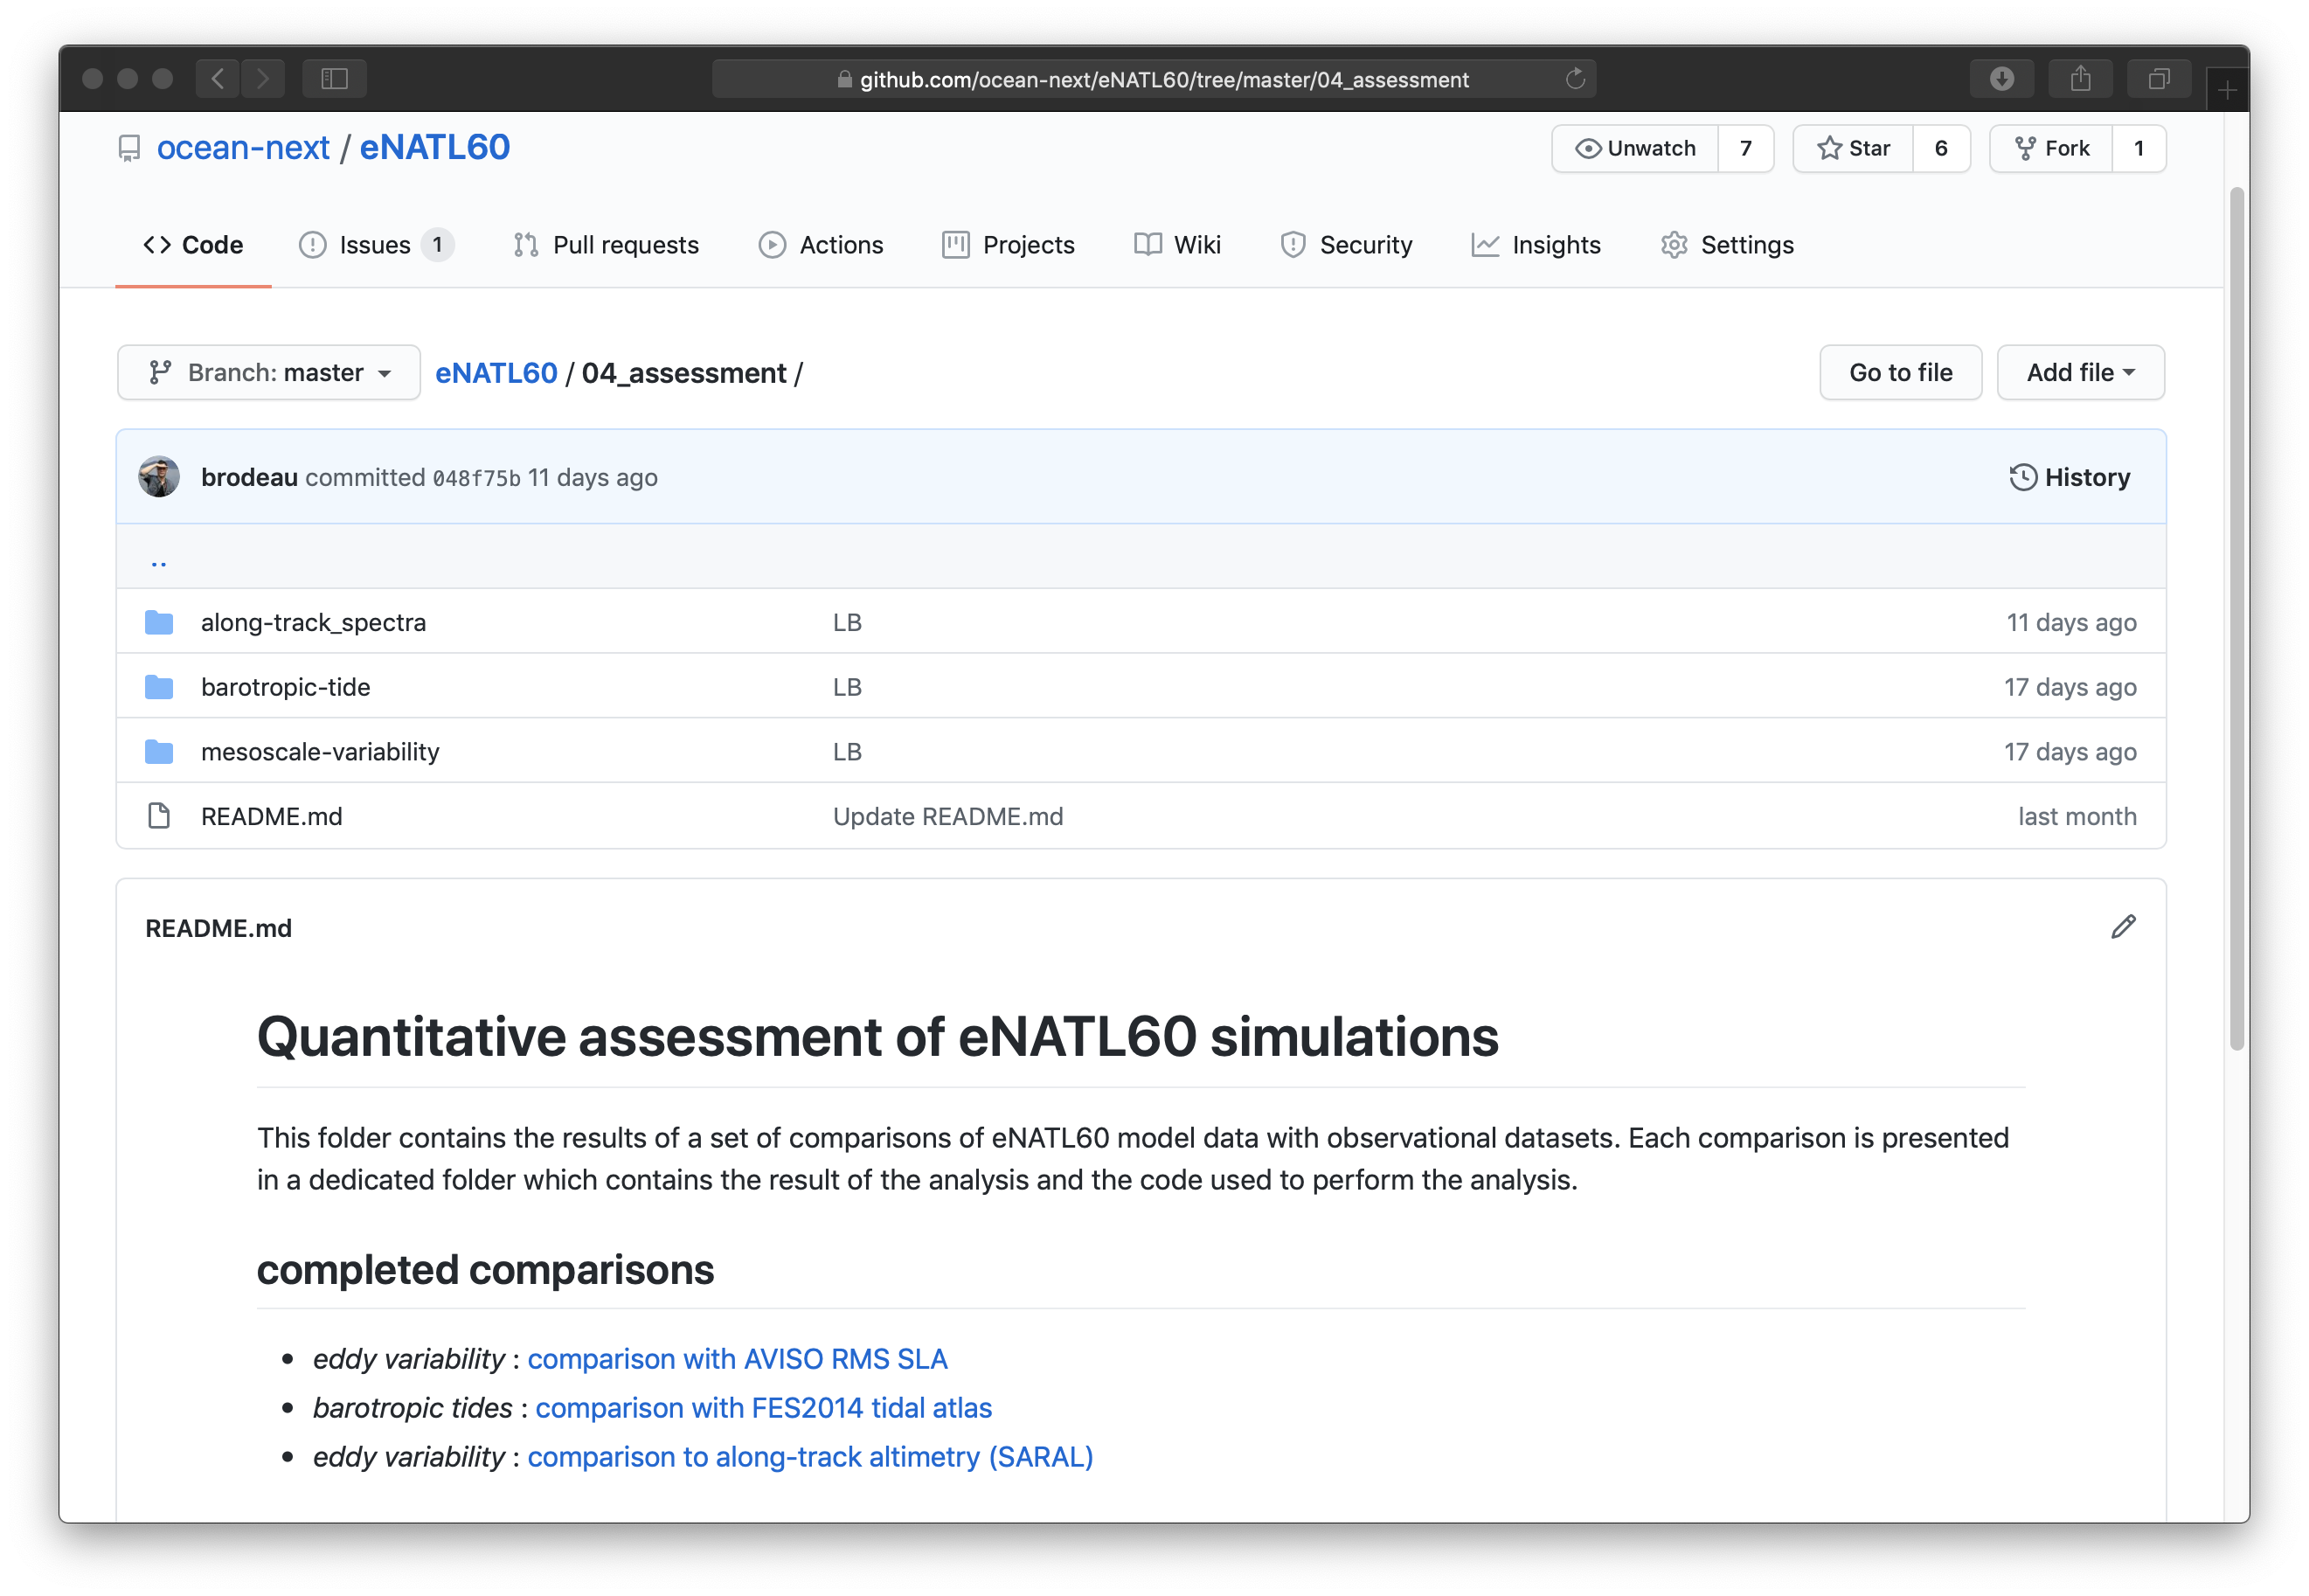 github.com/ocean-next/eNATL60/tree/master/04_assessment
ocean-next / eNATL60
Unwatch 7 Star 6 Fork 1
Code Issues 1 Pull requests Actions Projects Wiki Security Insights Settings
Branch: master eNATL60 / 04_assessment / Go to file Add file
brodeau committed 048f75b 11 days ago History
..
along-track_spectra LB 11 days ago
barotropic-tide LB 17 days ago
mesoscale-variability LB 17 days ago
README.md Update README.md last month
README.md
Quantitative assessment of eNATL60 simulations
This folder contains the results of a set of comparisons of eNATL60 model data with observational datasets. Each comparison is presented
in a dedicated folder which contains the result of the analysis and the code used to perform the analysis.
completed comparisons
• eddy variability : comparison with AVISO RMS SLA
• barotropic tides : comparison with FES2014 tidal atlas
• eddy variability : comparison to along-track altimetry (SARAL)